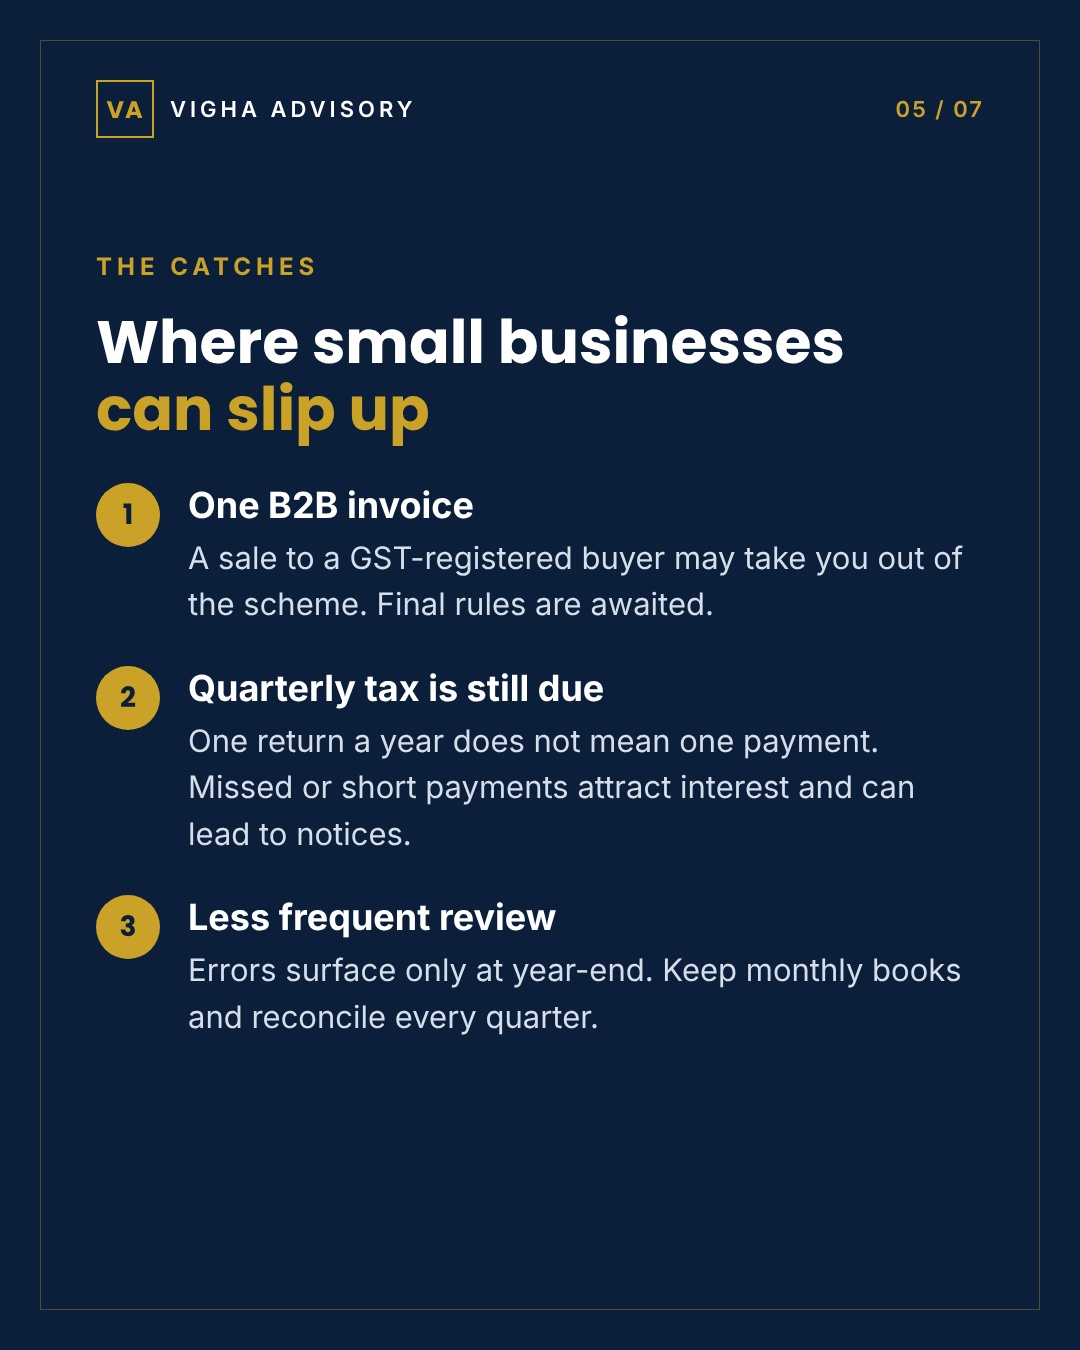 VA VIGHA ADVISORY 05 / 07
THE CATCHES
Where small businesses
can slip up
1 One B2B invoice
A sale to a GST-registered buyer may take you out of
the scheme. Final rules are awaited.
2 Quarterly tax is still due
One return a year does not mean one payment.
Missed or short payments attract interest and can
lead to notices.
3 Less frequent review
Errors surface only at year-end. Keep monthly books
and reconcile every quarter.